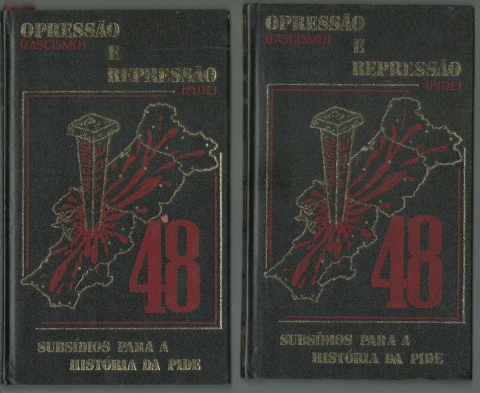 OPRESSÃO
(FASCISMO)
E
REPRESSÃO
(PIDE)
48
SUBSÍDIOS PARA A
HISTÓRIA DA PIDE
OPRESSÃO
(FASCISMO)
E
REPRESSÃO
(PIDE)
48
SUBSÍDIOS PARA A
HISTÓRIA DA PIDE